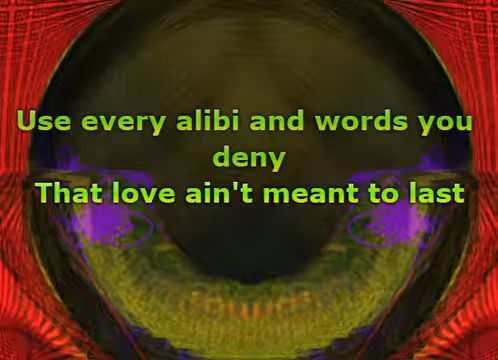 Use every alibi and words you
deny
That love ain't meant to last